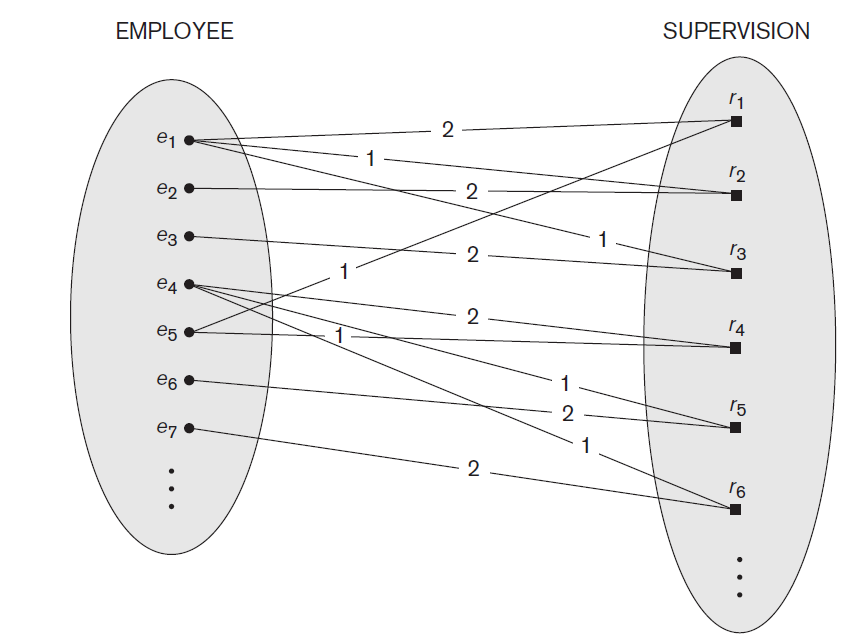 EMPLOYEE
SUPERVISION
e1
e2
e3
e4
e5
e6
e7
2
1
2
1
2
1
2
1
1
2
1
2
r1
r2
r3
r4
r5
r6